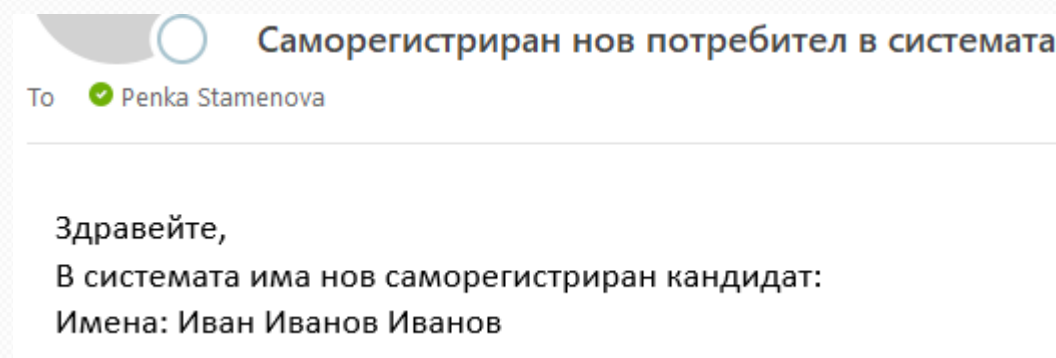 Саморегистриран нов потребител в системата
To Penka Stamenova
Здравейте,
В системата има нов саморегистриран кандидат:
Имена: Иван Иванов Иванов